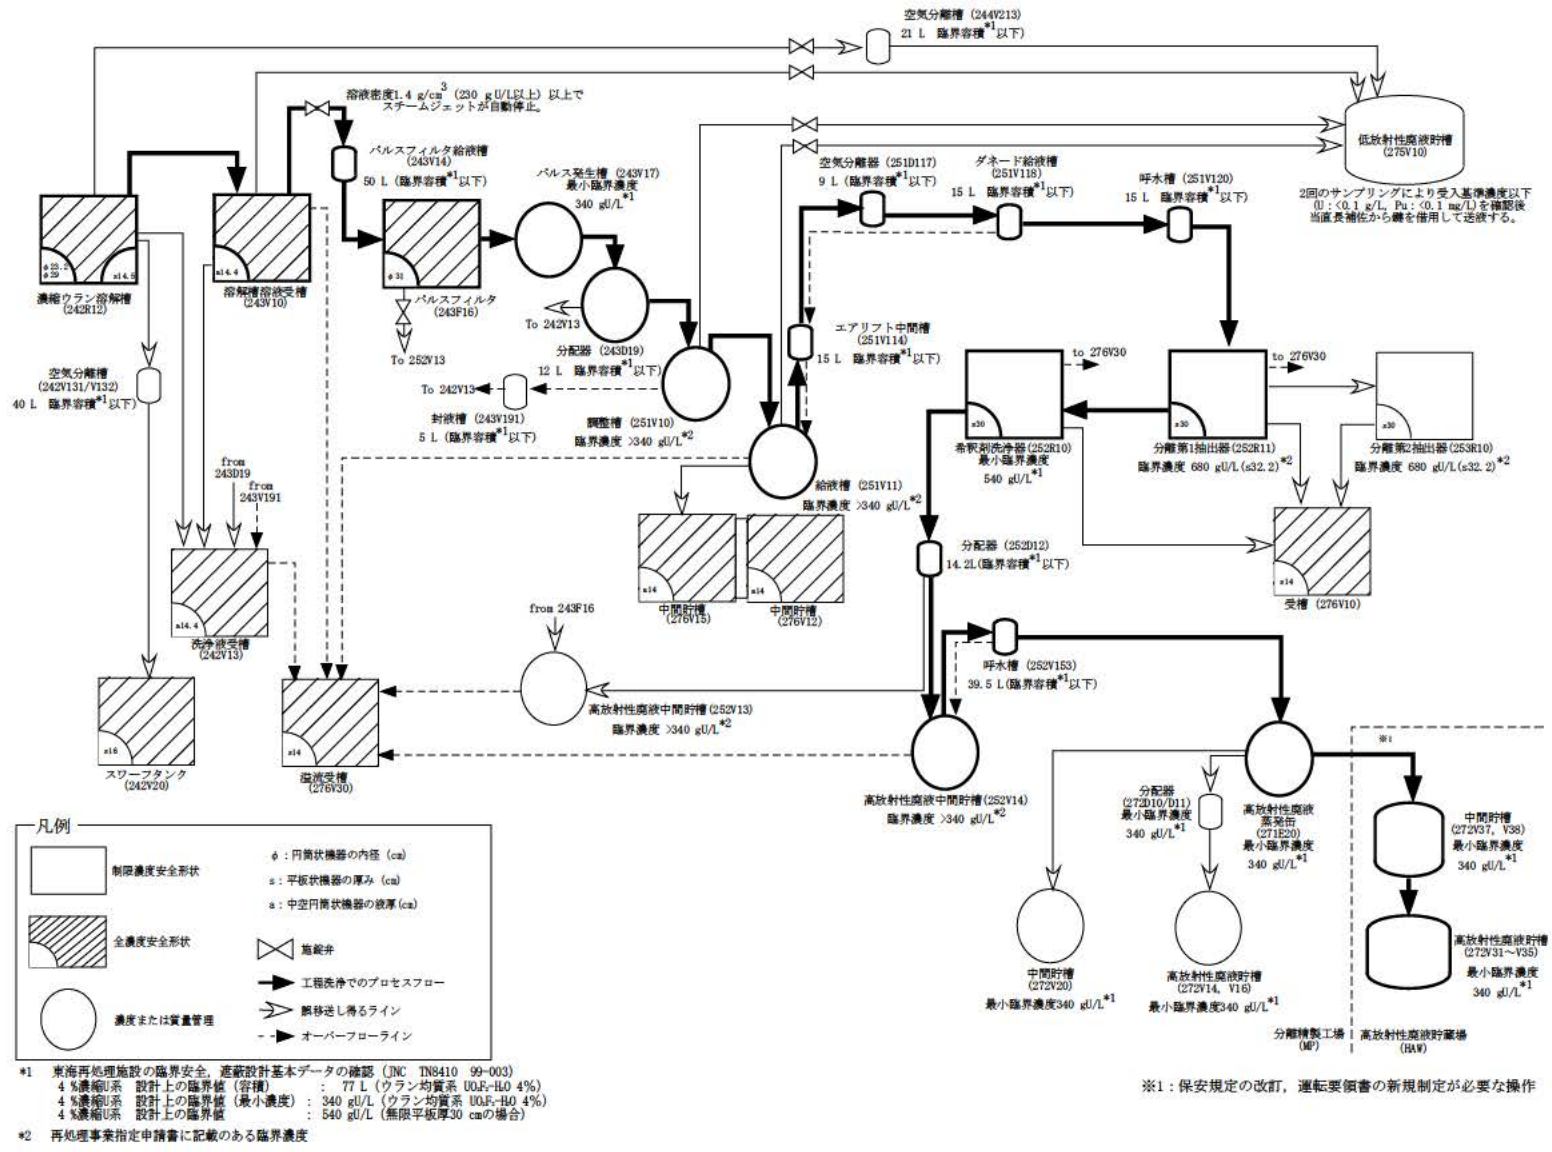 空気分離槽 (244V213)
21 L 臨界容積*1以下)
溶液密度1.4 g/cm3 (230 gU/L以上) 以上で
スチームジェットが自動停止。
パルスフィルタ給液槽
(243V14)
50 L (臨界容積*1以下)
パルス発生槽 (243V17)
最小臨界濃度
340 gU/L*1
空気分離器 (251D117)
9 L (臨界容積*1以下)
ダネード給液槽
(251V118)
15 L 臨界容積*1以下)
呼水槽 (251V120)
15 L 臨界容積*1以下)
低放射性廃液貯槽
(275V10)
2回のサンプリングにより受入基準濃度以下
(U : <0.1 g/L, Pu : <0.1 mg/L)を確認後
当直長補佐から鍵を借用して送液する。
φ29
a14.5
濃縮ウラン溶解槽
(242R12)
a14.4
溶解槽溶液受槽
(243V10)
φ31
パルスフィルタ
(243F16)
To 252V13
To 242V13
分配器 (243D19)
12 L 臨界容積*1以下)
To 242V13
封液槽 (243V191)
5 L (臨界容積*1以下)
調整槽 (251V10)
臨界濃度 >340 gU/L*2
エアリフト中間槽
(251V114)
15 L 臨界容積*1以下)
給液槽 (251V11)
臨界濃度 >340 gU/L*2
to 276V30
s30
希釈剤洗浄器(252R10)
最小臨界濃度
540 gU/L*1
to 276V30
s30
分離第1抽出器(252R11)
臨界濃度 680 gU/L(s32.2)*2
s30
分離第2抽出器(253R10)
臨界濃度 680 gU/L(s32.2)*2
空気分離槽
(242V131/V132)
40 L 臨界容積*1以下)
from
243D19
from
243V191
a14.4
洗浄液受槽
(242V13)
s16
スワーフタンク
(242V20)
s14
溢流受槽
(276V30)
a14
中間貯槽
(276V15)
a14
中間貯槽
(276V12)
from 243F16
高放射性廃液中間貯槽(252V13)
臨界濃度 >340 gU/L*2
分配器 (252D12)
14.2L(臨界容積*1以下)
s14
受槽 (276V10)
呼水槽 (252V153)
39.5 L(臨界容積*1以下)
高放射性廃液中間貯槽(252V14)
臨界濃度 >340 gU/L*2
分配器
(272D10/D11)
最小臨界濃度
340 gU/L*1
高放射性廃液
蒸発缶
(271E20)
最小臨界濃度
340 gU/L*1
※1
中間貯槽
(272V37, V38)
最小臨界濃度
340 gU/L*1
高放射性廃液貯槽
(272V31～V35)
最小臨界濃度
340 gU/L*1
中間貯槽
(272V20)
最小臨界濃度340 gU/L*1
高放射性廃液貯槽
(272V14, V16)
最小臨界濃度340 gU/L*1
分離精製工場
(MP)
高放射性廃液貯蔵場
(HAW)
凡例
制限濃度安全形状
全濃度安全形状
濃度または質量管理
φ : 円筒状機器の内径 (cm)
s : 平板状機器の厚み (cm)
a : 中空円筒状機器の液厚(cm)
施錠弁
工程洗浄でのプロセスフロー
誤移送し得るライン
オーバーフローライン
*1 東海再処理施設の臨界安全，遮蔽設計基本データの確認 (JNC TN8410 99-003)
4 %濃縮U系 設計上の臨界値 (容積) : 77 L (ウラン均質系 UO2F2-H2O 4%)
4 %濃縮U系 設計上の臨界値 (最小濃度) : 340 gU/L (ウラン均質系 UO2F2-H2O 4%)
4 %濃縮U系 設計上の臨界値 : 540 gU/L (無限平板厚30 cmの場合)
*2 再処理事業指定申請書に記載のある臨界濃度
※1：保安規定の改訂，運転要領書の新規制定が必要な操作